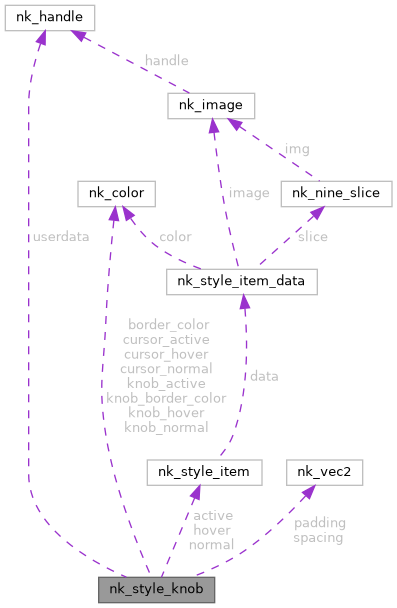 nk_handle
handle
nk_image
img
nk_color
image
nk_nine_slice
userdata
color
slice
nk_style_item_data
border_color
cursor_active
cursor_hover
cursor_normal
knob_active
knob_border_color
knob_hover
knob_normal
data
nk_style_item
nk_vec2
active
hover
normal
padding
spacing
nk_style_knob